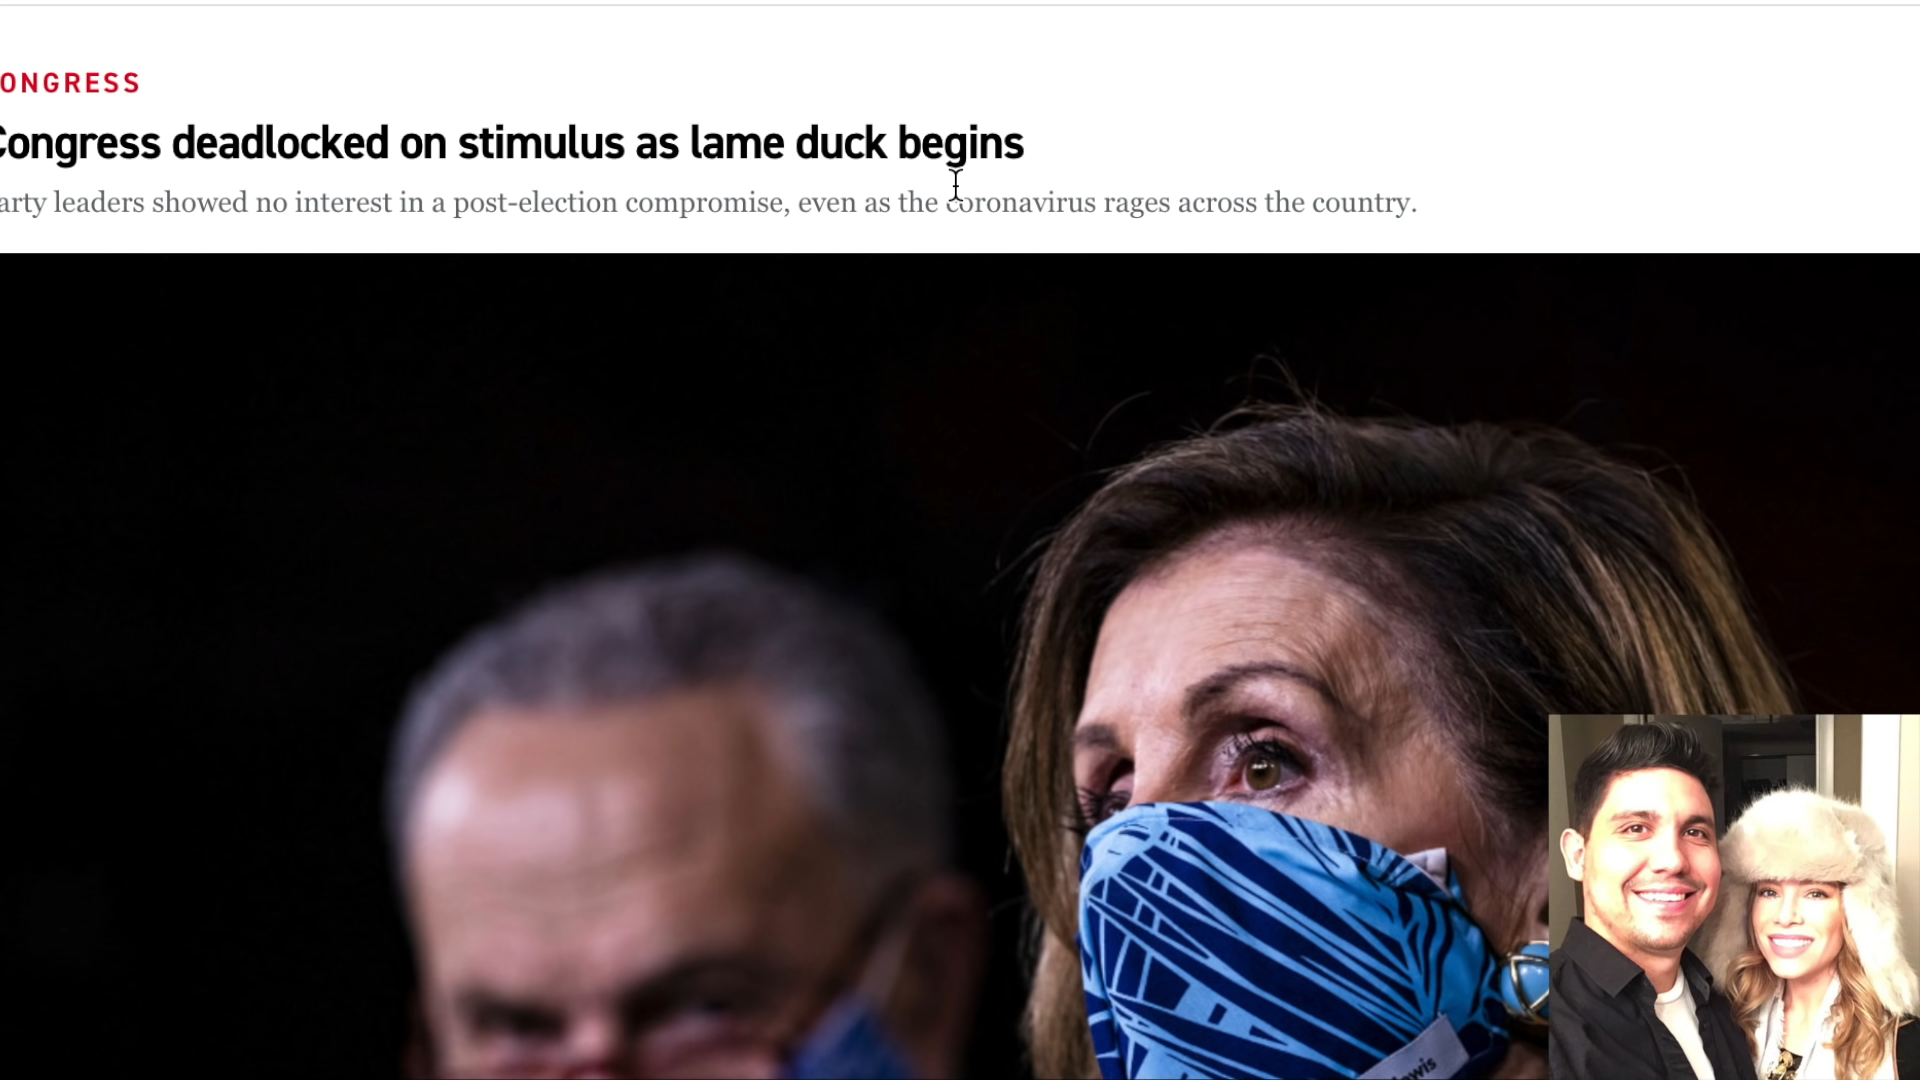 ONGRESS
Congress deadlocked on stimulus as lame duck begins
arty leaders showed no interest in a post-election compromise, even as the coronavirus rages across the country.